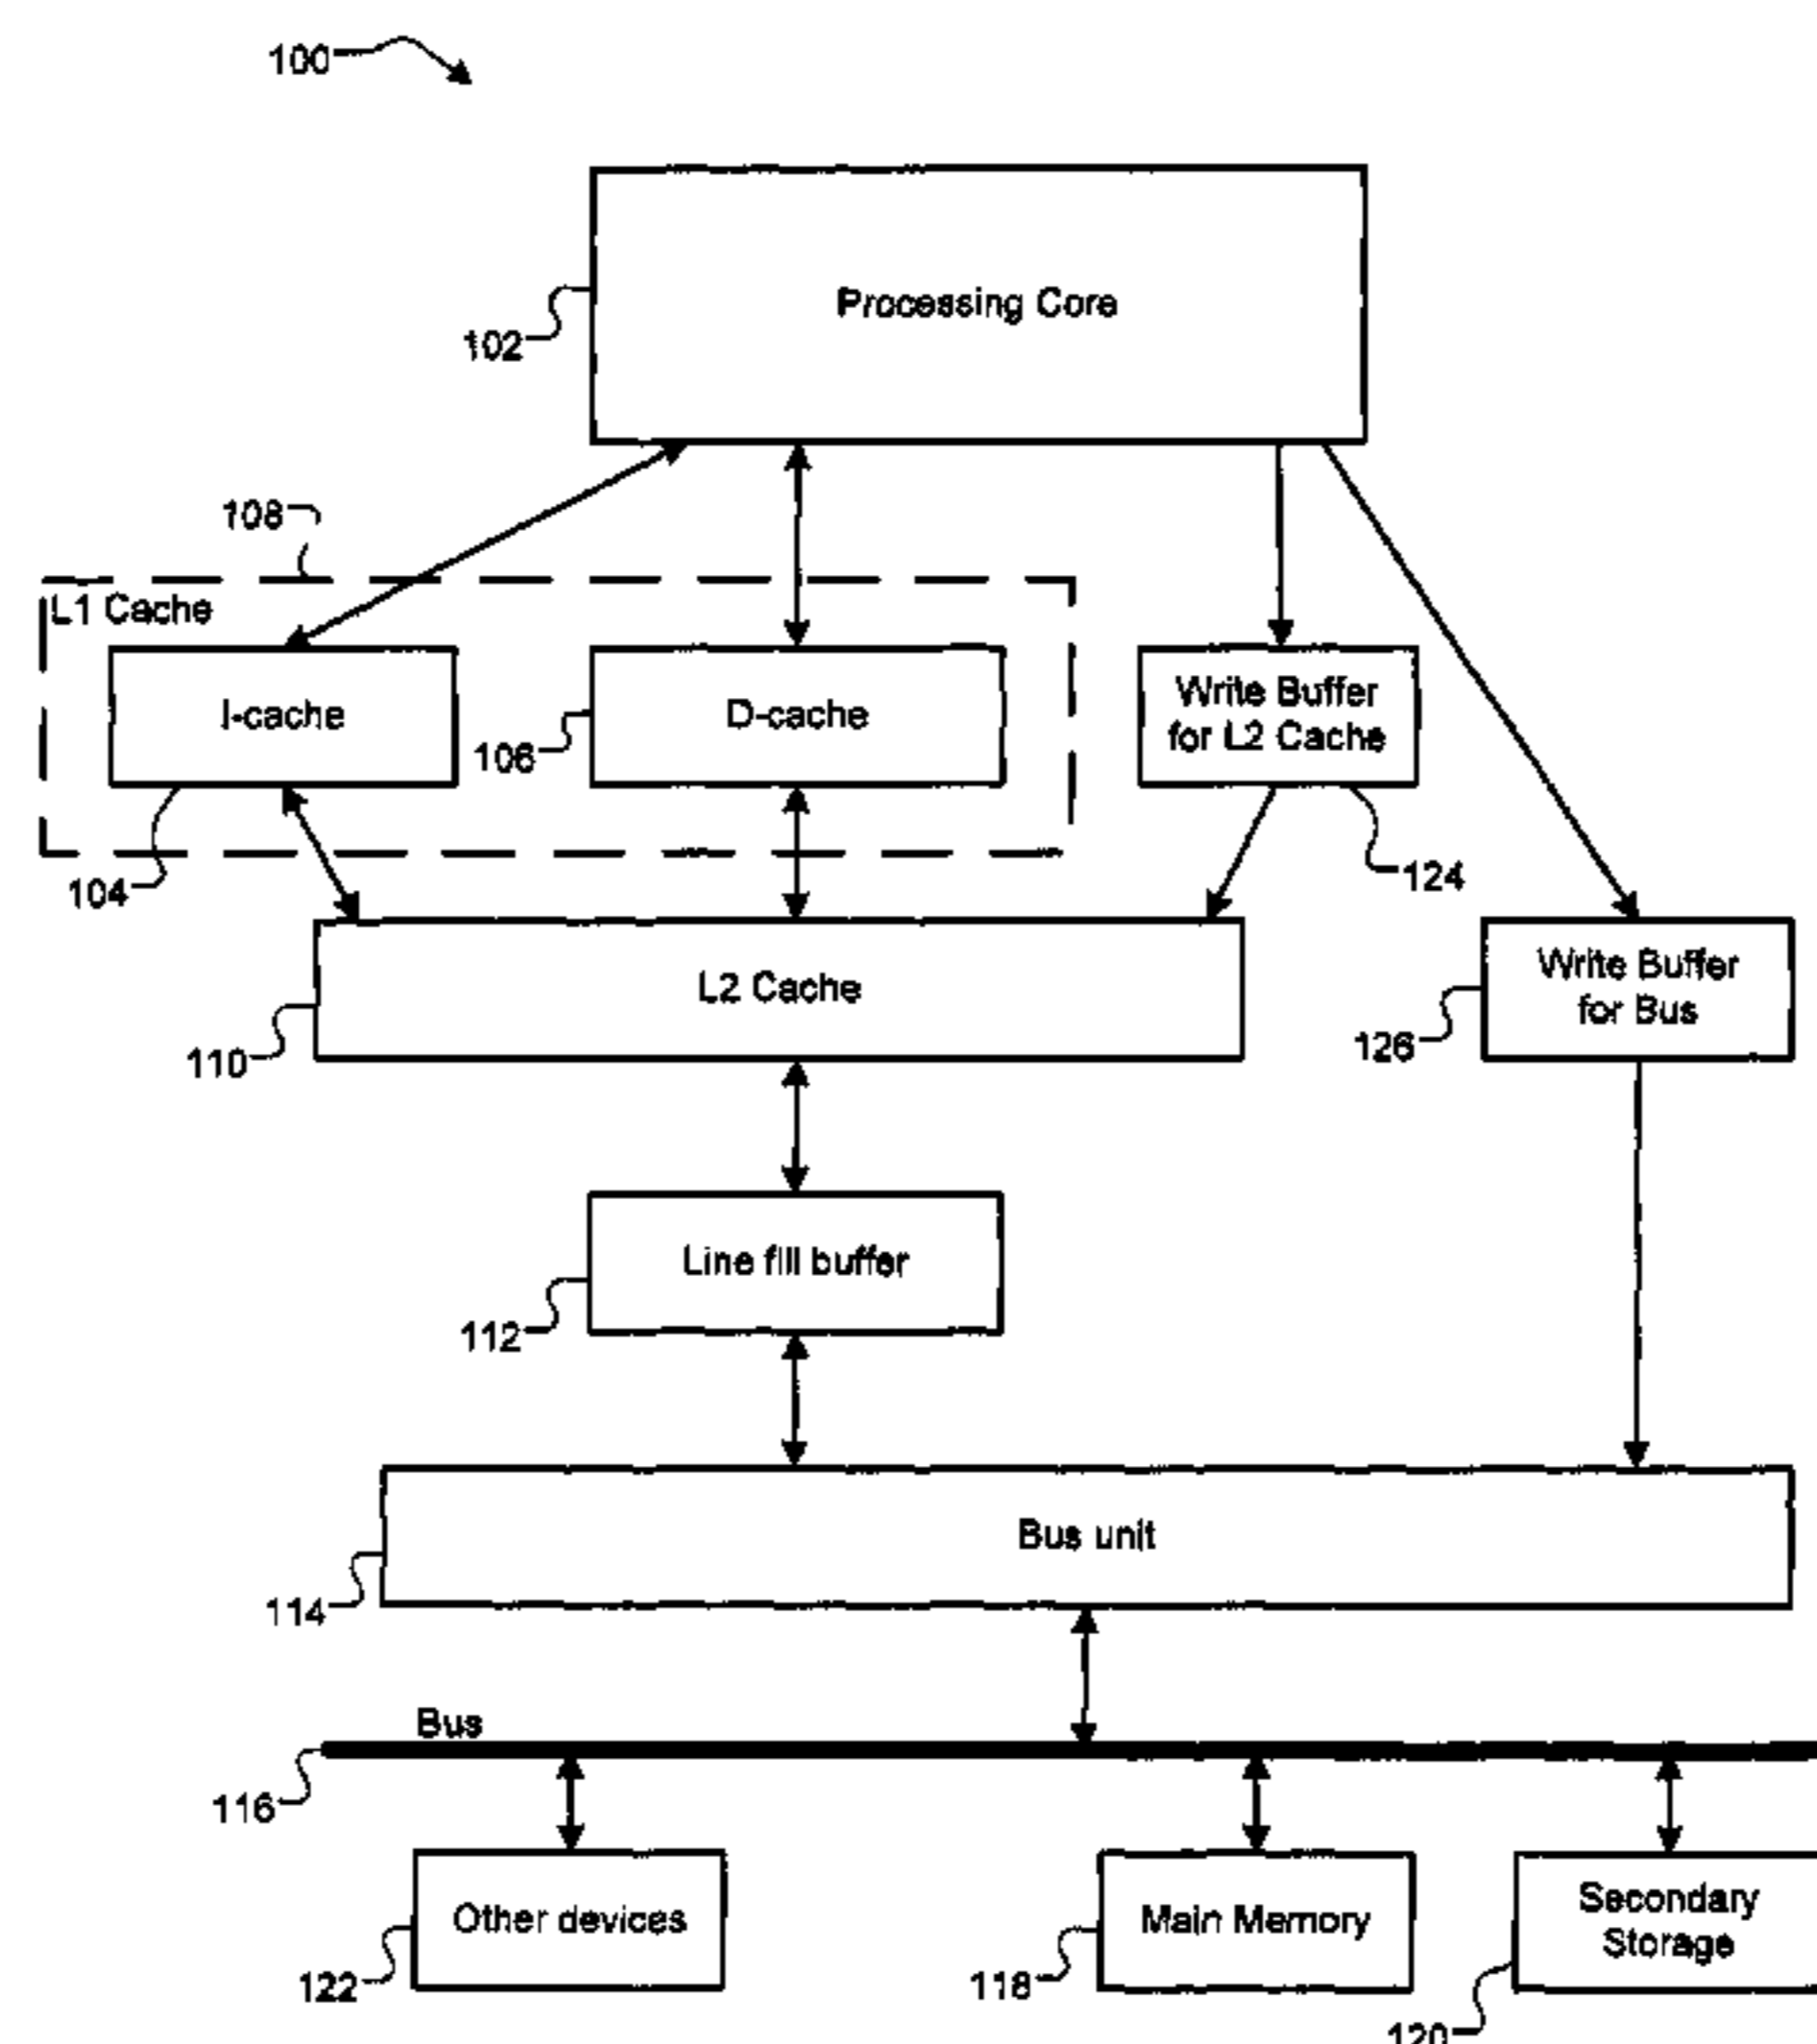 100
Processing Core
102
108
L1 Cache
I-cache
D-cache
106
Write Buffer
for L2 Cache
104
124
L2 Cache
110
Write Buffer
for Bus
126
Line fill buffer
112
Bus unit
114
Bus
116
Other devices
122
Main Memory
118
Secondary
Storage
120